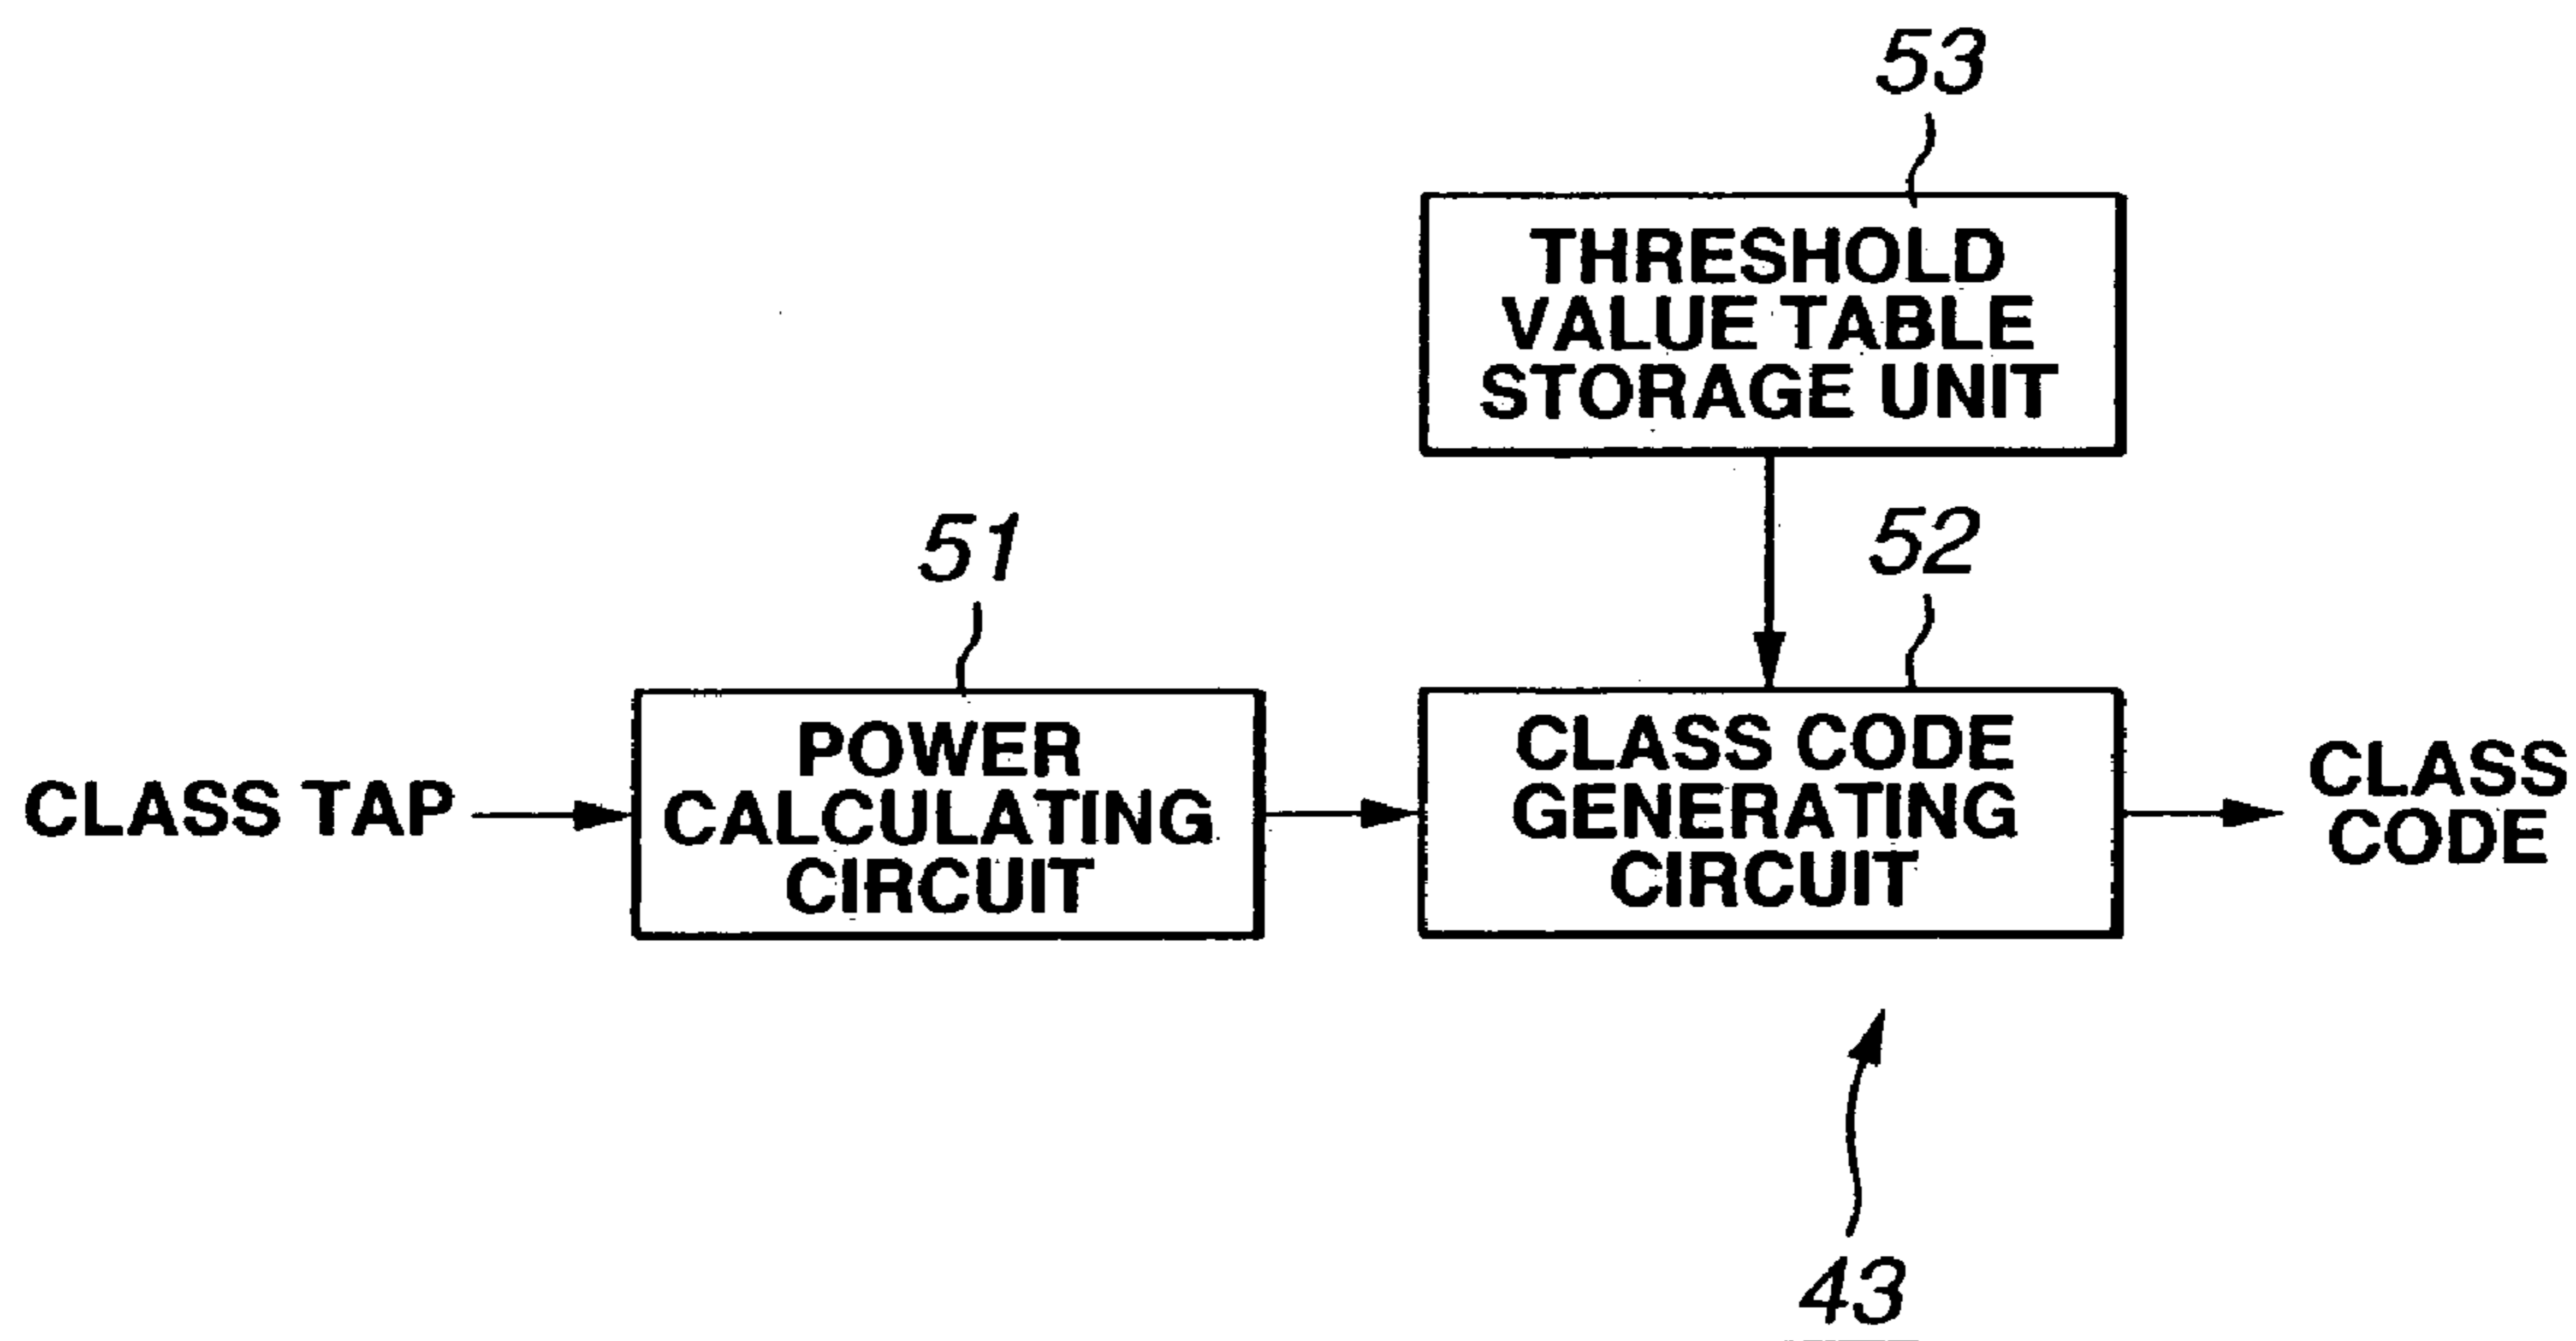 53
THRESHOLD
VALUE TABLE
STORAGE UNIT
51
52
CLASS TAP
POWER
CALCULATING
CIRCUIT
CLASS CODE
GENERATING
CIRCUIT
CLASS
CODE
43